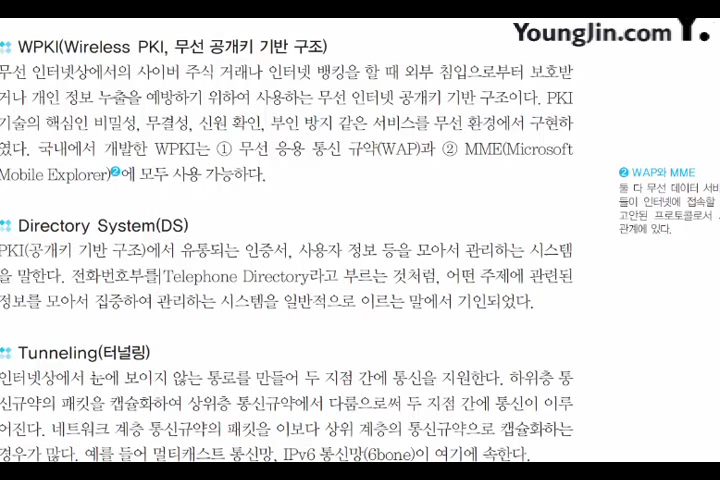 YoungJin.com Y.
WPKI(Wireless PKI, 무선 공개키 기반 구조)
무선 인터넷상에서의 사이버 주식 거래나 인터넷 뱅킹을 할 때 외부 침입으로부터 보호받
거나 개인 정보 누출을 예방하기 위하여 사용하는 무선 인터넷 공개키 기반 구조이다. PKI
기술의 핵심인 비밀성, 무결성, 신원 확인, 부인 방지 같은 서비스를 무선 환경에서 구현하
였다. 국내에서 개발한 WPKI는 ① 무선 응용 통신 규약(WAP)과 ② MME(Microsoft
Mobile Explorer)❷에 모두 사용 가능하다.
❷ WAP와 MME
둘 다 무선 데이터 서비
들이 인터넷에 접속할
고안된 프로토콜로서
관계에 있다.
Directory System(DS)
PKI(공개키 기반 구조)에서 유통되는 인증서, 사용자 정보 등을 모아서 관리하는 시스템
을 말한다. 전화번호부를 Telephone Directory라고 부르는 것처럼, 어떤 주제에 관련된
정보를 모아서 집중하여 관리하는 시스템을 일반적으로 이르는 말에서 기인되었다.
Tunneling(터널링)
인터넷상에서 눈에 보이지 않는 통로를 만들어 두 지점 간에 통신을 지원한다. 하위층 통
신규약의 패킷을 캡슐화하여 상위층 통신규약에서 다룸으로써 두 지점 간에 통신이 이루
어진다. 네트워크 계층 통신규약의 패킷을 이보다 상위 계층의 통신규약으로 캡슐화하는
경우가 많다. 예를 들어 멀티캐스트 통신망, IPv6 통신망(6bone)이 여기에 속한다.